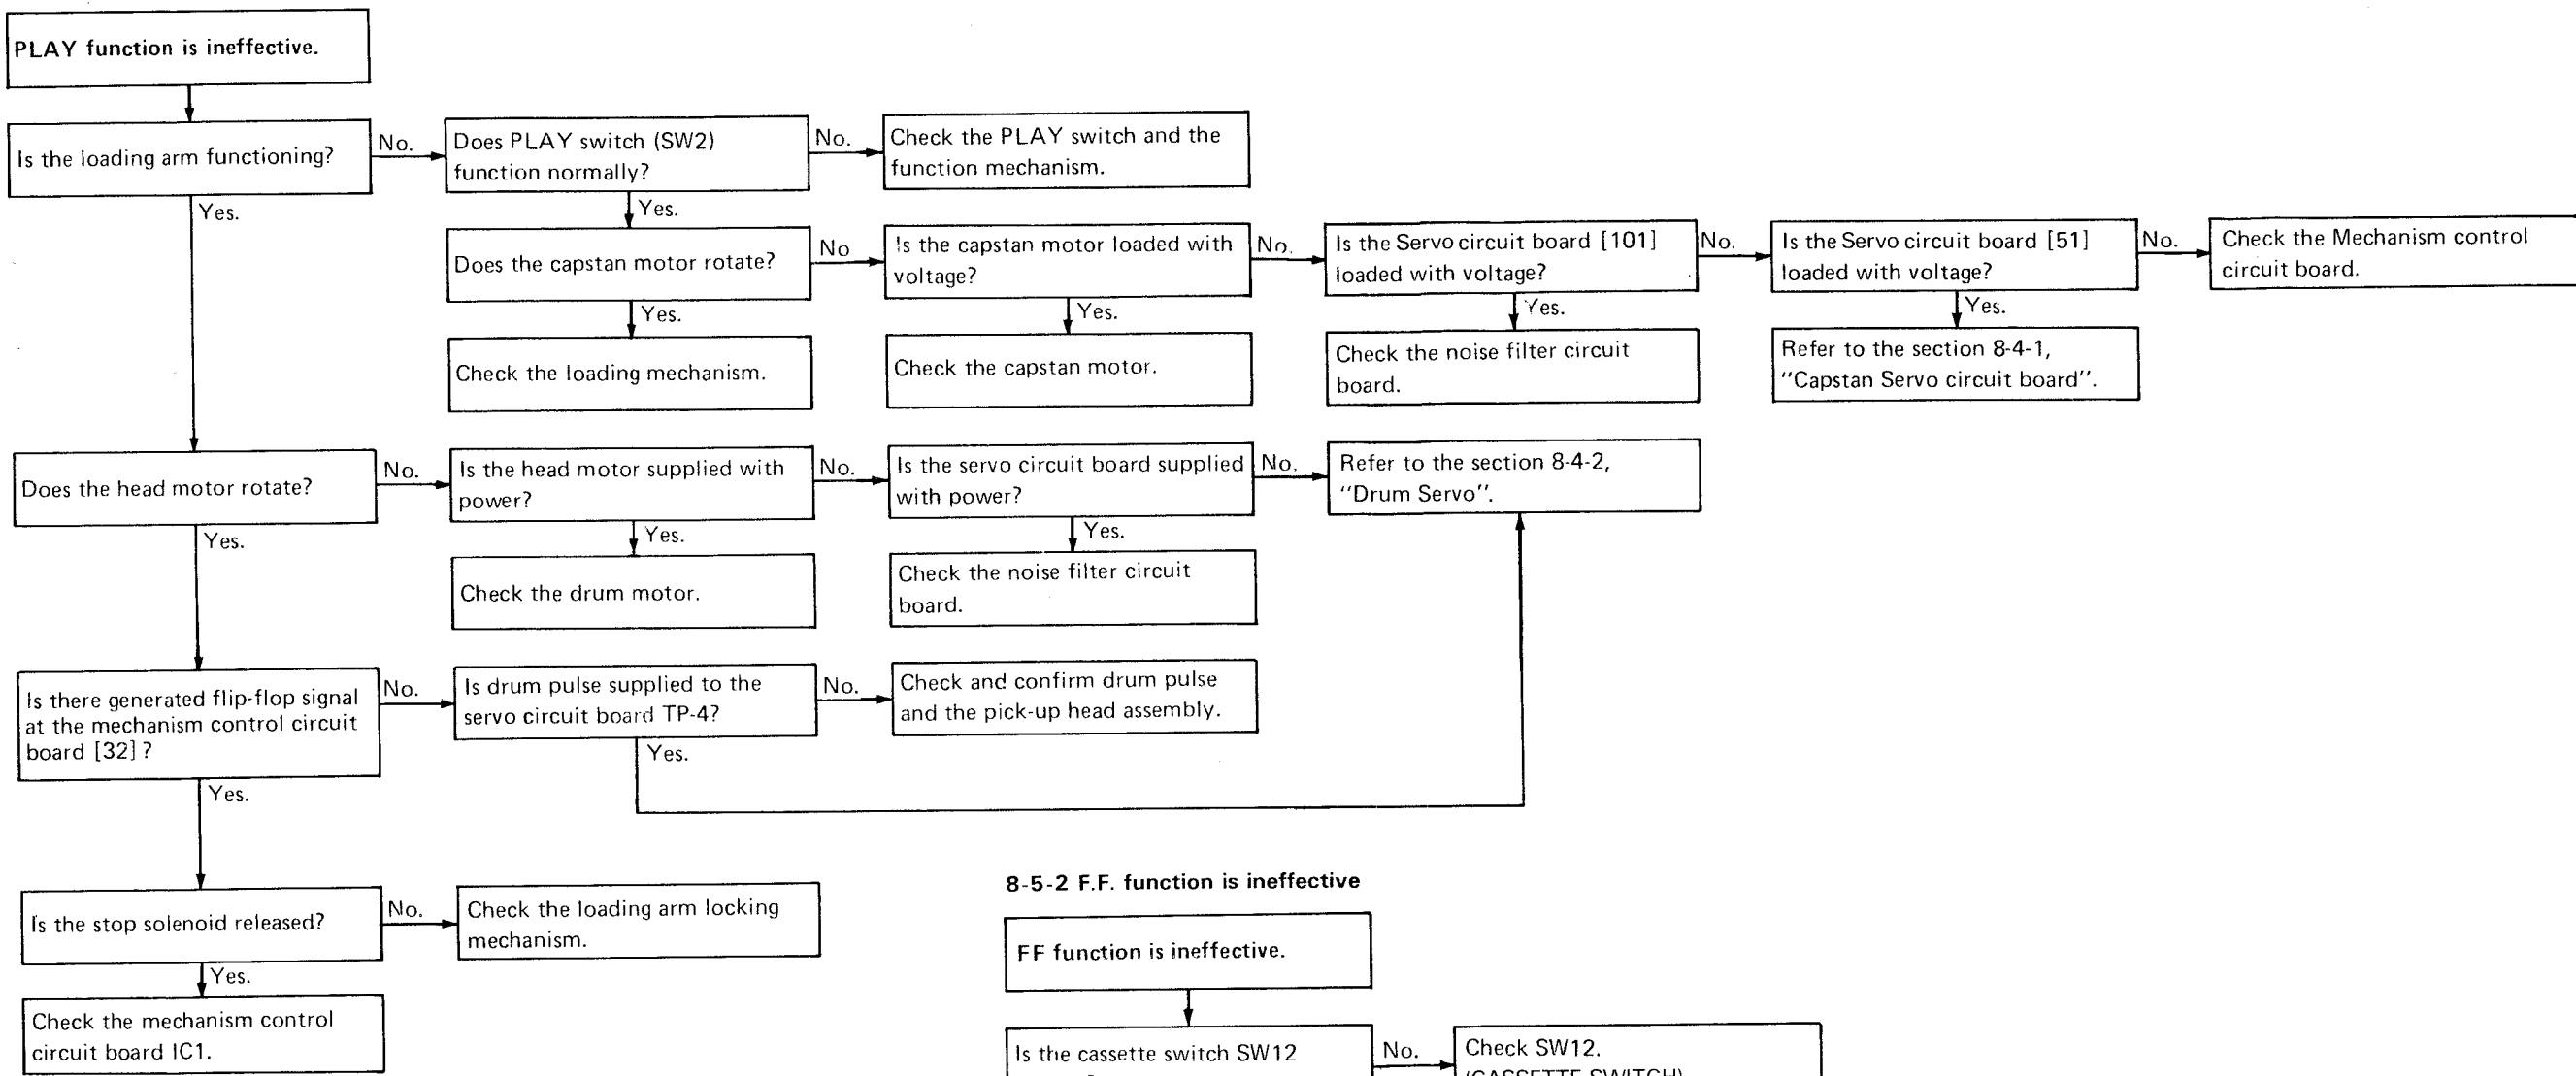 PLAY function is ineffective.
Is the loading arm functioning?
No.
Does PLAY switch (SW2)
function normally?
No.
Check the PLAY switch and the
function mechanism.
Yes.
Yes.
Does the capstan motor rotate?
No
Is the capstan motor loaded with
voltage?
No.
Is the Servo circuit board [101]
loaded with voltage?
No.
Is the Servo circuit board [51]
loaded with voltage?
No.
Check the Mechanism control
circuit board.
Yes.
Yes.
Yes.
Yes.
Check the loading mechanism.
Check the capstan motor.
Check the noise filter circuit
board.
Refer to the section 8-4-1,
"Capstan Servo circuit board".
Does the head motor rotate?
No.
Is the head motor supplied with
power?
No.
Is the servo circuit board supplied
with power?
No.
Refer to the section 8-4-2,
"Drum Servo".
Yes.
Yes.
Yes.
Check the drum motor.
Check the noise filter circuit
board.
Is there generated flip-flop signal
at the mechanism control circuit
board [32] ?
No.
Is drum pulse supplied to the
servo circuit board TP-4?
No.
Check and confirm drum pulse
and the pick-up head assembly.
Yes.
Yes.
Is the stop solenoid released?
No.
Check the loading arm locking
mechanism.
Yes.
Check the mechanism control
circuit board IC1.
8-5-2 F.F. function is ineffective
FF function is ineffective.
Is the cassette switch SW12
No.
Check SW12.
(CASSETTE SWITCH)